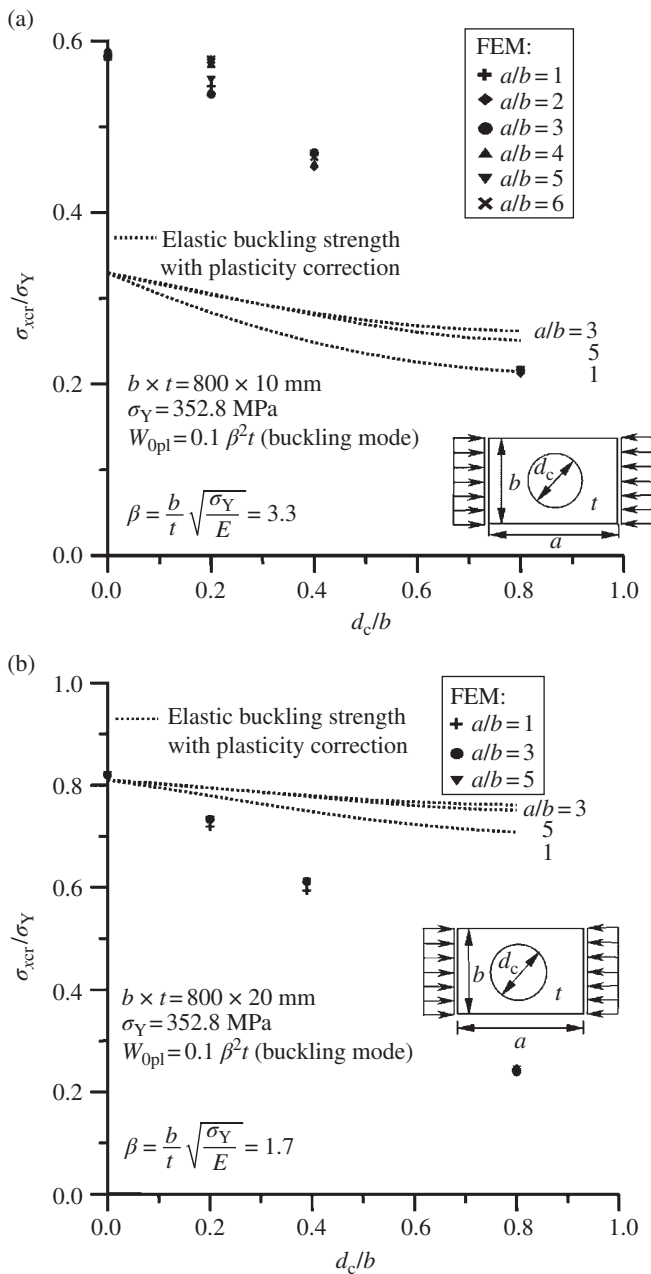 (a)
0.6
0.4
0.2
0.0
σxcr/σY
FEM:
a/b = 1
a/b = 2
a/b = 3
a/b = 4
a/b = 5
a/b = 6
Elastic buckling strength
with plasticity correction
a/b = 3
5
1
b × t = 800 × 10 mm
σY = 352.8 MPa
W0pl = 0.1 β²t (buckling mode)
β = b/t √(σY/E) = 3.3
b
dc
t
a
0.0 0.2 0.4 0.6 0.8 1.0
dc/b
(b)
1.0
0.8
0.6
0.4
0.2
0.0
σxcr/σY
Elastic buckling strength
with plasticity correction
FEM:
a/b = 1
a/b = 3
a/b = 5
a/b = 3
5
1
b × t = 800 × 20 mm
σY = 352.8 MPa
W0pl = 0.1 β²t (buckling mode)
β = b/t √(σY/E) = 1.7
b
dc
t
a
0.0 0.2 0.4 0.6 0.8 1.0
dc/b